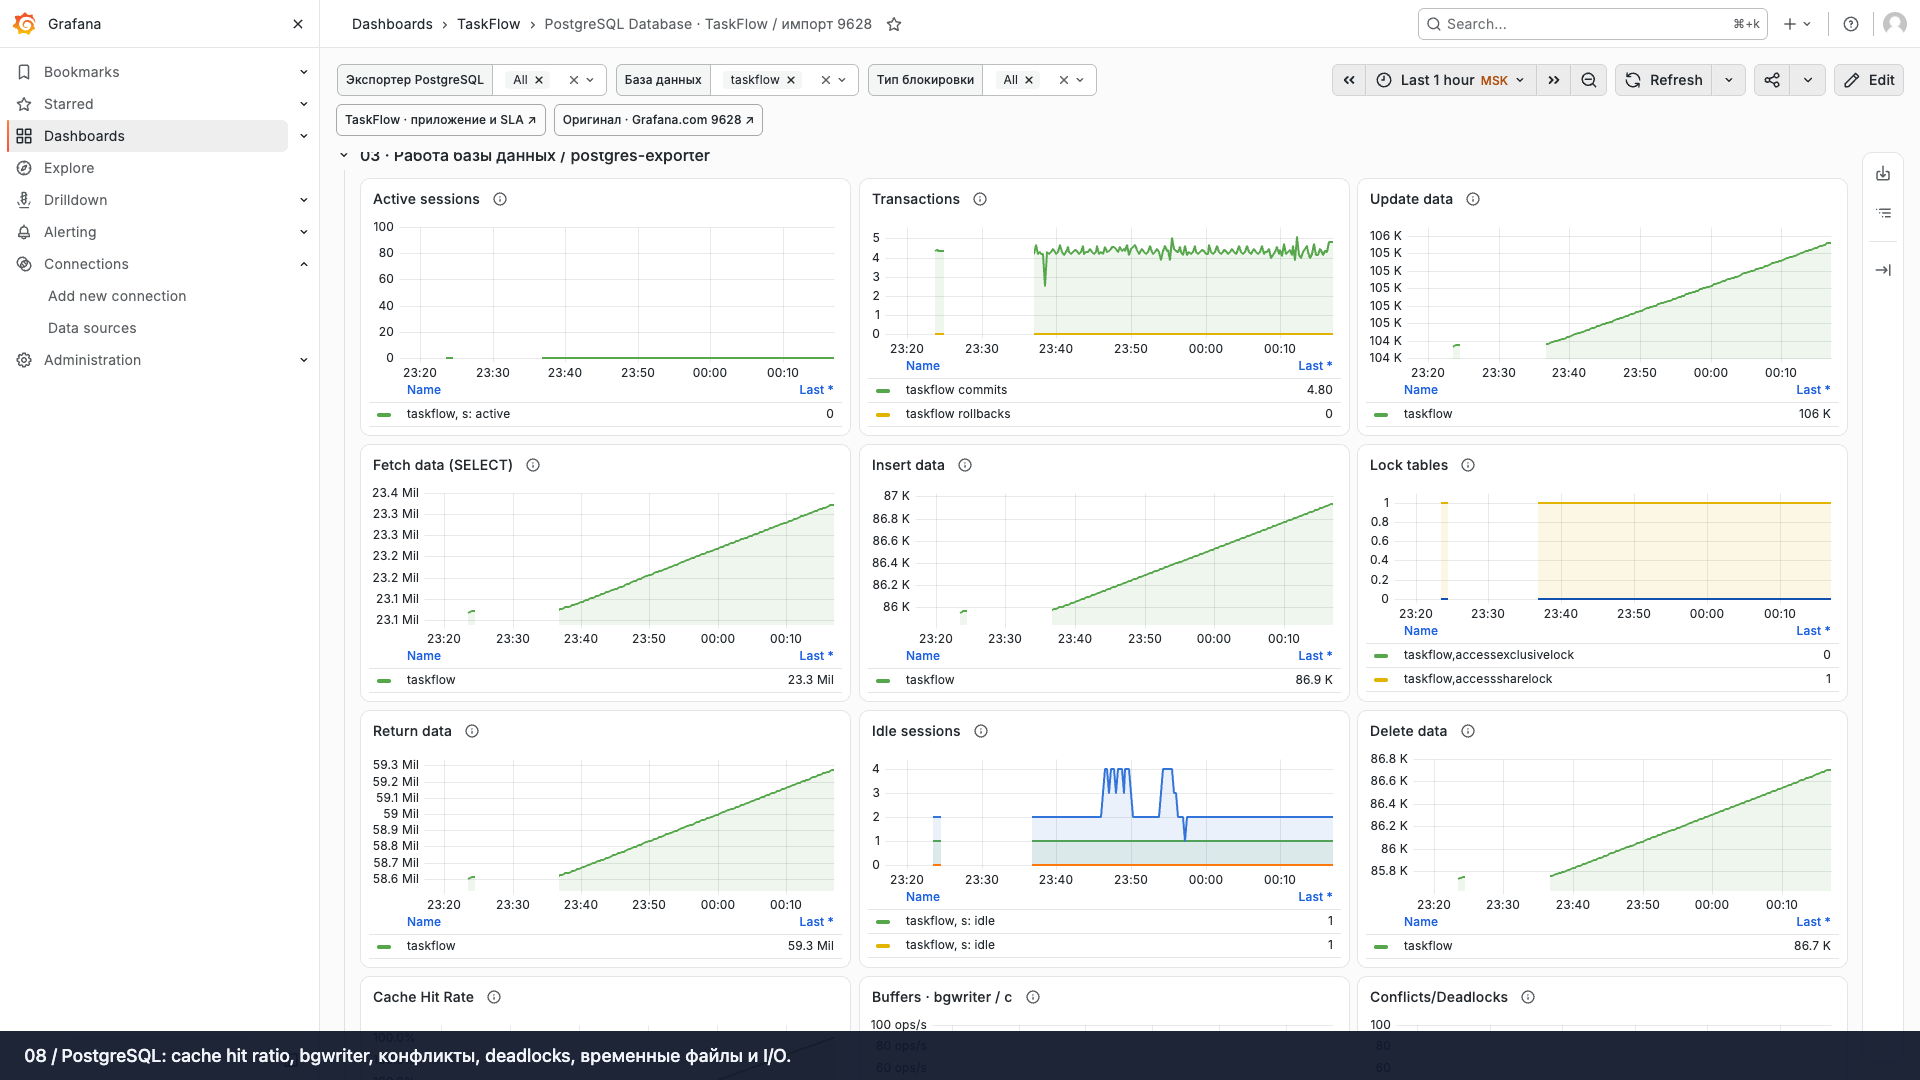 Grafana
Dashboards › TaskFlow › PostgreSQL Database · TaskFlow / импорт 9628
Search...
⌘+k
Bookmarks
Starred
Dashboards
Explore
Drilldown
Alerting
Connections
Add new connection
Data sources
Administration
Экспортер PostgreSQL All
База данных taskflow
Тип блокировки All
Last 1 hour MSK
Refresh
Edit
TaskFlow · приложение и SLA
Оригинал · Grafana.com 9628
03 · Работа базы данных / postgres-exporter
Active sessions
100
80
60
40
20
0
23:20 23:30 23:40 23:50 00:00 00:10
Name Last *
taskflow, s: active 0
Transactions
5
4
3
2
1
0
23:20 23:30 23:40 23:50 00:00 00:10
Name Last *
taskflow commits 4.80
taskflow rollbacks 0
Update data
106 K
105 K
105 K
105 K
105 K
105 K
104 K
104 K
23:20 23:30 23:40 23:50 00:00 00:10
Name Last *
taskflow 106 K
Fetch data (SELECT)
23.4 Mil
23.3 Mil
23.3 Mil
23.2 Mil
23.2 Mil
23.1 Mil
23.1 Mil
23:20 23:30 23:40 23:50 00:00 00:10
Name Last *
taskflow 23.3 Mil
Insert data
87 K
86.8 K
86.6 K
86.4 K
86.2 K
86 K
23:20 23:30 23:40 23:50 00:00 00:10
Name Last *
taskflow 86.9 K
Lock tables
1
0.8
0.6
0.4
0.2
0
23:20 23:30 23:40 23:50 00:00 00:10
Name Last *
taskflow,accessexclusivelock 0
taskflow,accesssharelock 1
Return data
59.3 Mil
59.2 Mil
59.1 Mil
59 Mil
58.9 Mil
58.8 Mil
58.7 Mil
58.6 Mil
23:20 23:30 23:40 23:50 00:00 00:10
Name Last *
taskflow 59.3 Mil
Idle sessions
4
3
2
1
0
23:20 23:30 23:40 23:50 00:00 00:10
Name Last *
taskflow, s: idle 1
taskflow, s: idle 1
Delete data
86.8 K
86.6 K
86.4 K
86.2 K
86 K
85.8 K
23:20 23:30 23:40 23:50 00:00 00:10
Name Last *
taskflow 86.7 K
Cache Hit Rate
100.0%
Buffers · bgwriter / c
100 ops/s
80 ops/s
60 ops/s
Conflicts/Deadlocks
100
80
60
08 / PostgreSQL: cache hit ratio, bgwriter, конфликты, deadlocks, временные файлы и I/O.